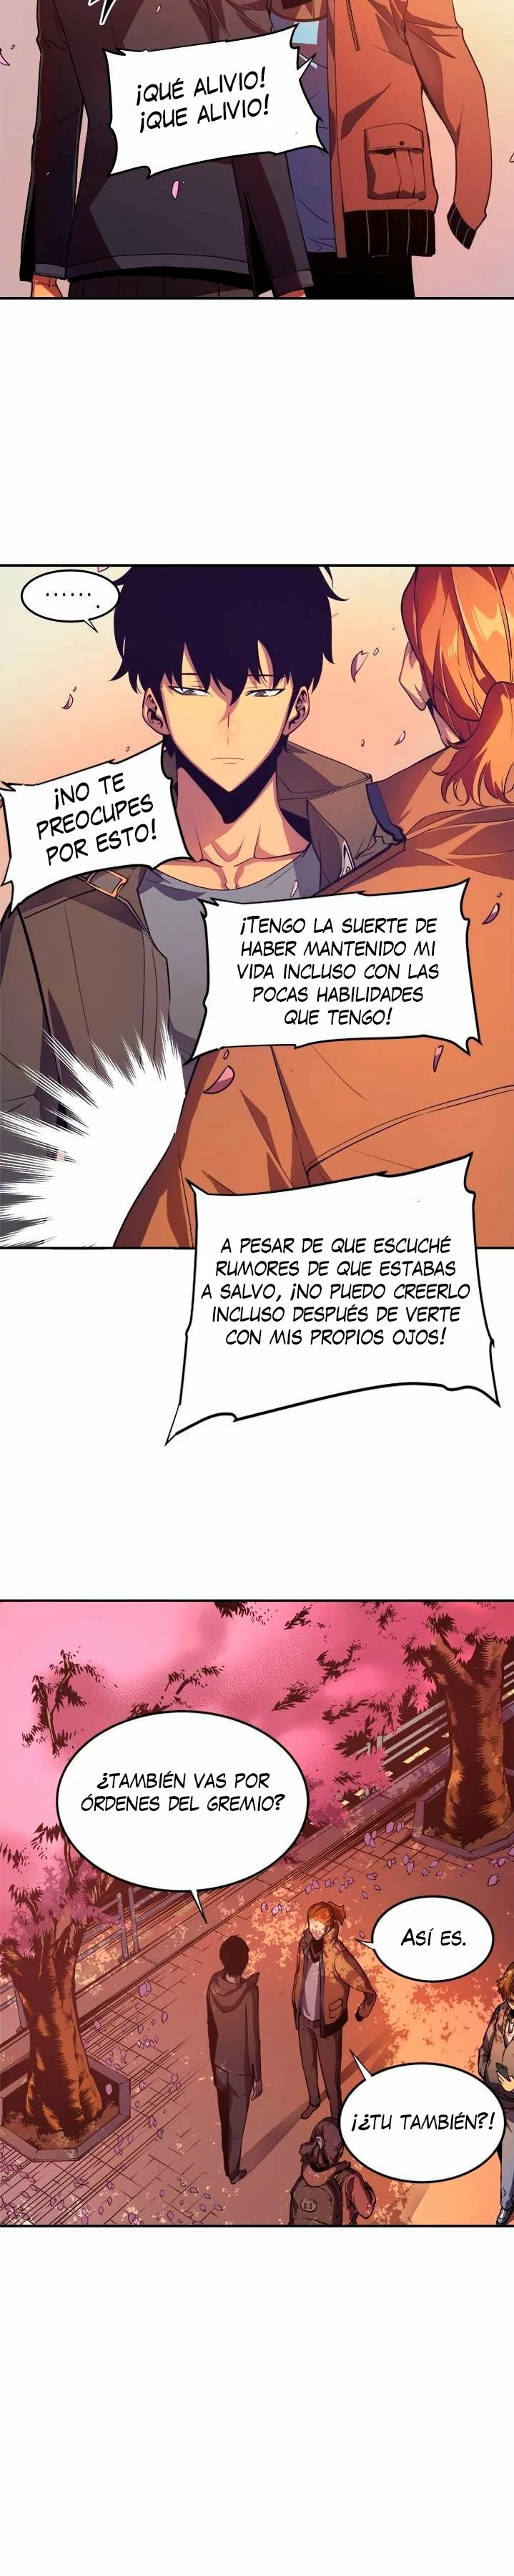 ¡QUÉ ALIVIO!
¡QUE ALIVIO!
.......
¡NO TE
PREOCUPES
POR ESTO!
¡TENGO LA SUERTE DE
HABER MANTENIDO MI
VIDA INCLUSO CON LAS
POCAS HABILIDADES
QUE TENGO!
A PESAR DE QUE ESCUCHÉ
RUMORES DE QUE ESTABAS
A SALVO, ¡NO PUEDO CREERLO
INCLUSO DESPUÉS DE VERTE
CON MIS PROPIOS OJOS!
¿TAMBIÉN VAS POR
ÓRDENES DEL GREMIO?
ASÍ ES.
¡¿TU TAMBIÉN?!